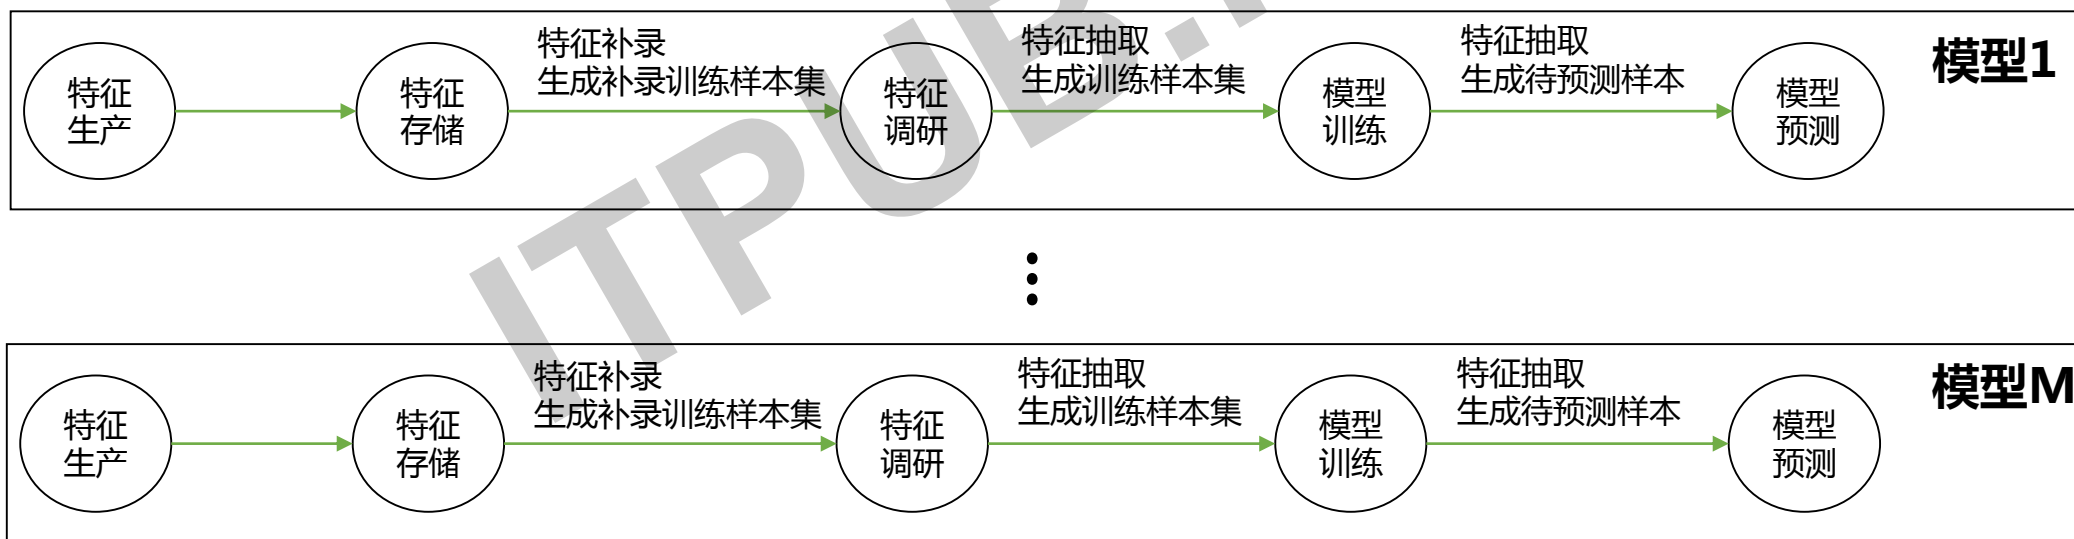 特征补录
生成补录训练样本集
特征抽取
生成训练样本集
特征抽取
生成待预测样本
模型1
特征
生产
特征
存储
特征
调研
模型
训练
模型
预测
ITPUB.
特征补录
生成补录训练样本集
特征抽取
生成训练样本集
特征抽取
生成待预测样本
模型M
特征
生产
特征
存储
特征
调研
模型
训练
模型
预测